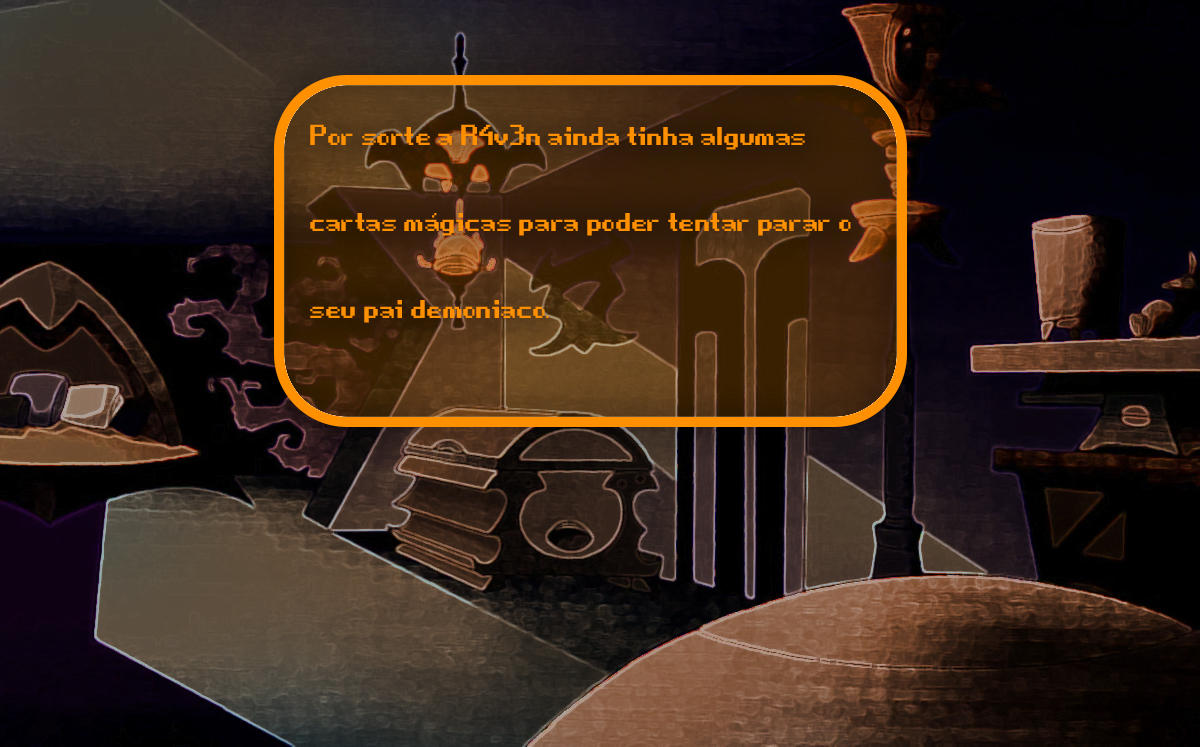 Por sorte a R4v3n ainda tinha algumas
cartas mágicas para poder tentar parar o
seu pai demoniaco.